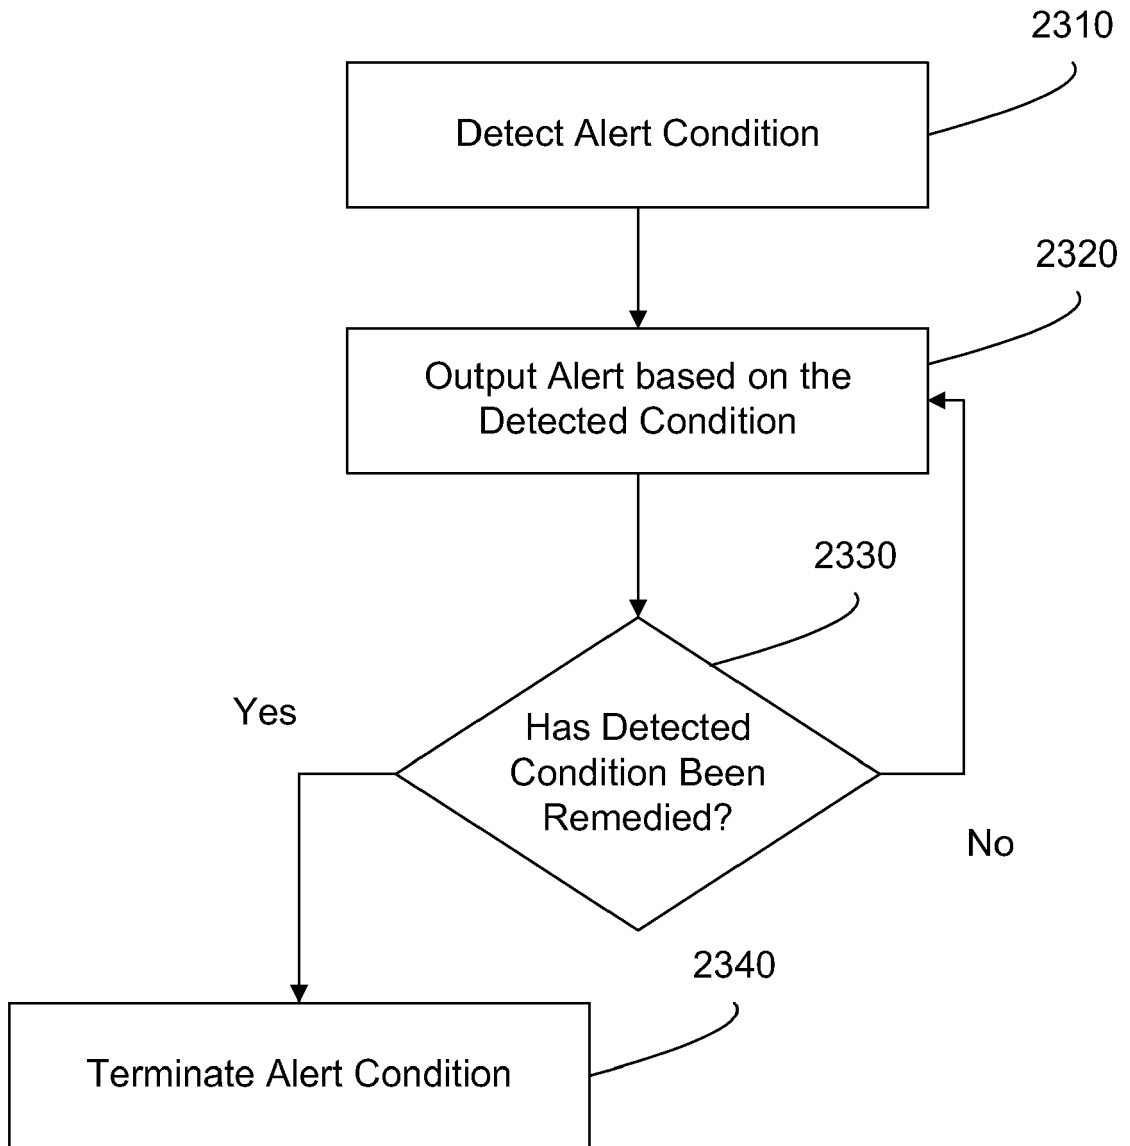 2310
Detect Alert Condition
2320
Output Alert based on the
Detected Condition
2330
Yes
Has Detected
Condition Been
Remedied?
No
2340
Terminate Alert Condition